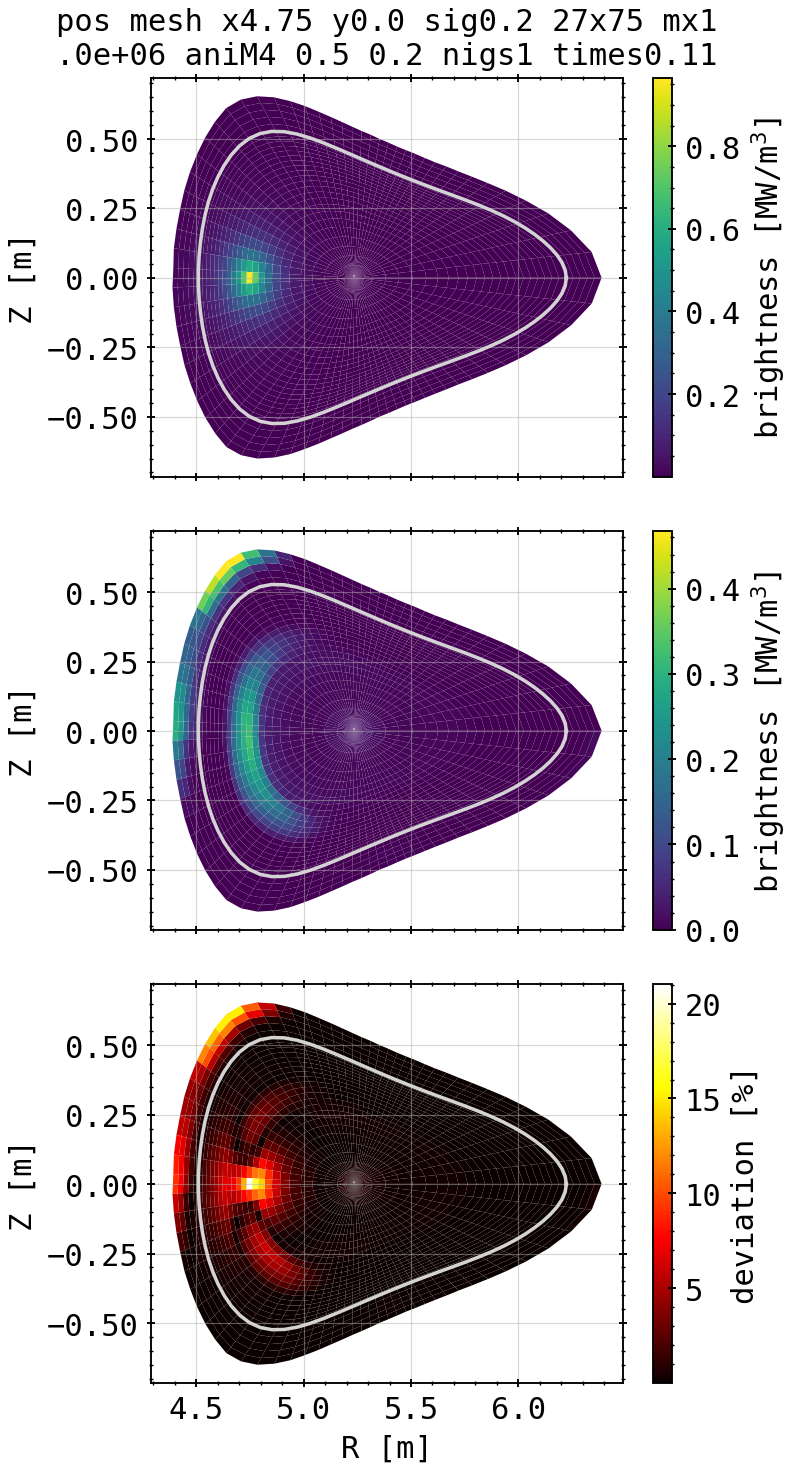 pos mesh x4.75 y0.0 sig0.2 27x75 mx1
.0e+06 aniM4 0.5 0.2 nigs1 times0.11
0.50
0.25
0.00
−0.25
−0.50
Z [m]
0.8
0.6
0.4
0.2
brightness [MW/m³]
0.50
0.25
0.00
−0.25
−0.50
Z [m]
0.4
0.3
0.2
0.1
0.0
brightness [MW/m³]
0.50
0.25
0.00
−0.25
−0.50
Z [m]
20
15
10
5
deviation [%]
4.5 5.0 5.5 6.0
R [m]